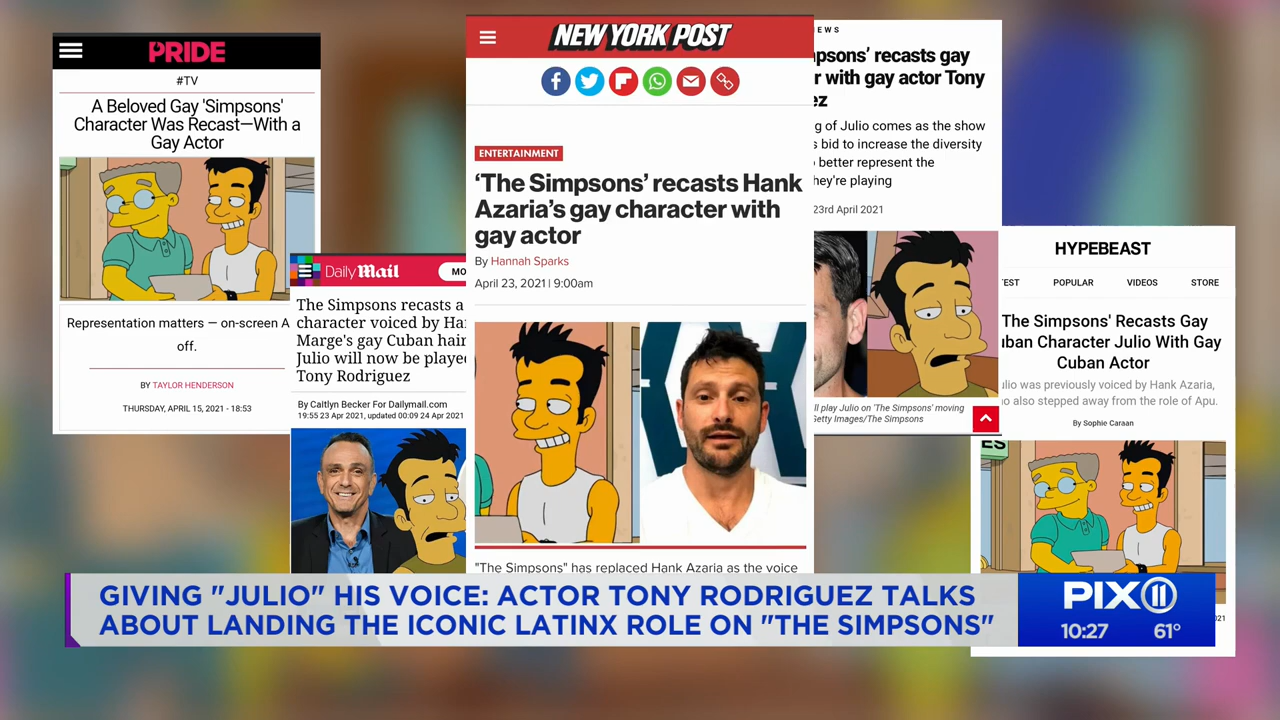 PRIDE
#TV
A Beloved Gay 'Simpsons'
Character Was Recast—With a
Gay Actor
Representation matters — on-screen A
off.
BY TAYLOR HENDERSON
THURSDAY, APRIL 15, 2021 - 18:53
Daily Mail
MO
The Simpsons recasts a
character voiced by Ha
Marge's gay Cuban hair
Julio will now be playe
Tony Rodriguez
By Caitlyn Becker For Dailymail.com
19:55 23 Apr 2021, updated 00:09 24 Apr 2021
NEW YORK POST
ENTERTAINMENT
‘The Simpsons’ recasts Hank
Azaria’s gay character with
gay actor
By Hannah Sparks
April 23, 2021 | 9:00am
"The Simpsons" has replaced Hank Azaria as the voice
EWS
psons’ recasts gay
r with gay actor Tony
ez
g of Julio comes as the show
s bid to increase the diversity
better represent the
hey're playing
23rd April 2021
ll play Julio on 'The Simpsons' moving
Getty Images/The Simpsons
HYPEBEAST
EST POPULAR VIDEOS STORE
The Simpsons' Recasts Gay
uban Character Julio With Gay
Cuban Actor
ulio was previously voiced by Hank Azaria,
o also stepped away from the role of Apu.
By Sophie Caraan
ES
21
GIVING "JULIO" HIS VOICE: ACTOR TONY RODRIGUEZ TALKS
ABOUT LANDING THE ICONIC LATINX ROLE ON "THE SIMPSONS"
PIX 11
10:27 61°